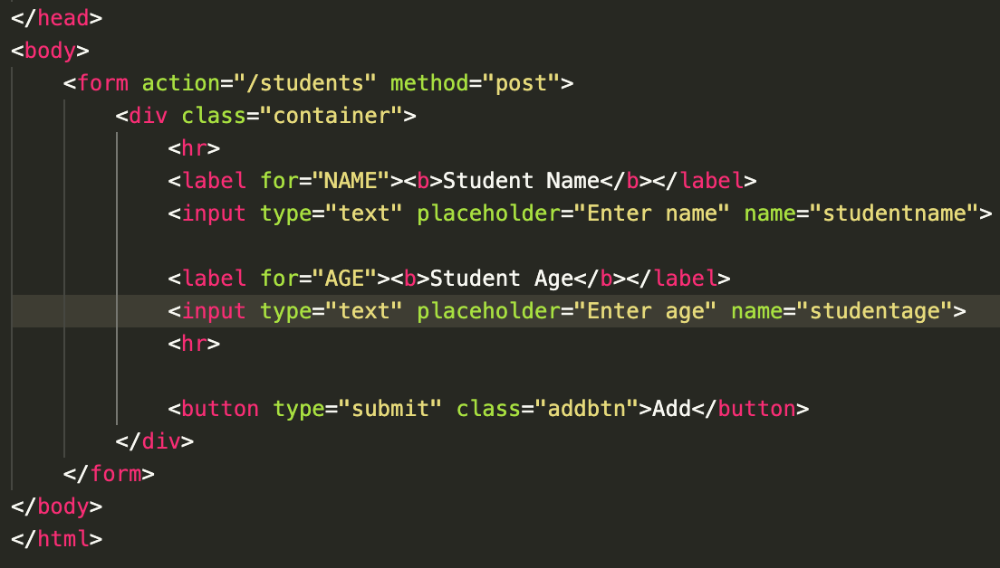 </head>
<body>
<form action="/students" method="post">
<div class="container">
<hr>
<label for="NAME"><b>Student Name</b></label>
<input type="text" placeholder="Enter name" name="studentname">
<label for="AGE"><b>Student Age</b></label>
<input type="text" placeholder="Enter age" name="studentage">
<hr>
<button type="submit" class="addbtn">Add</button>
</div>
</form>
</body>
</html>